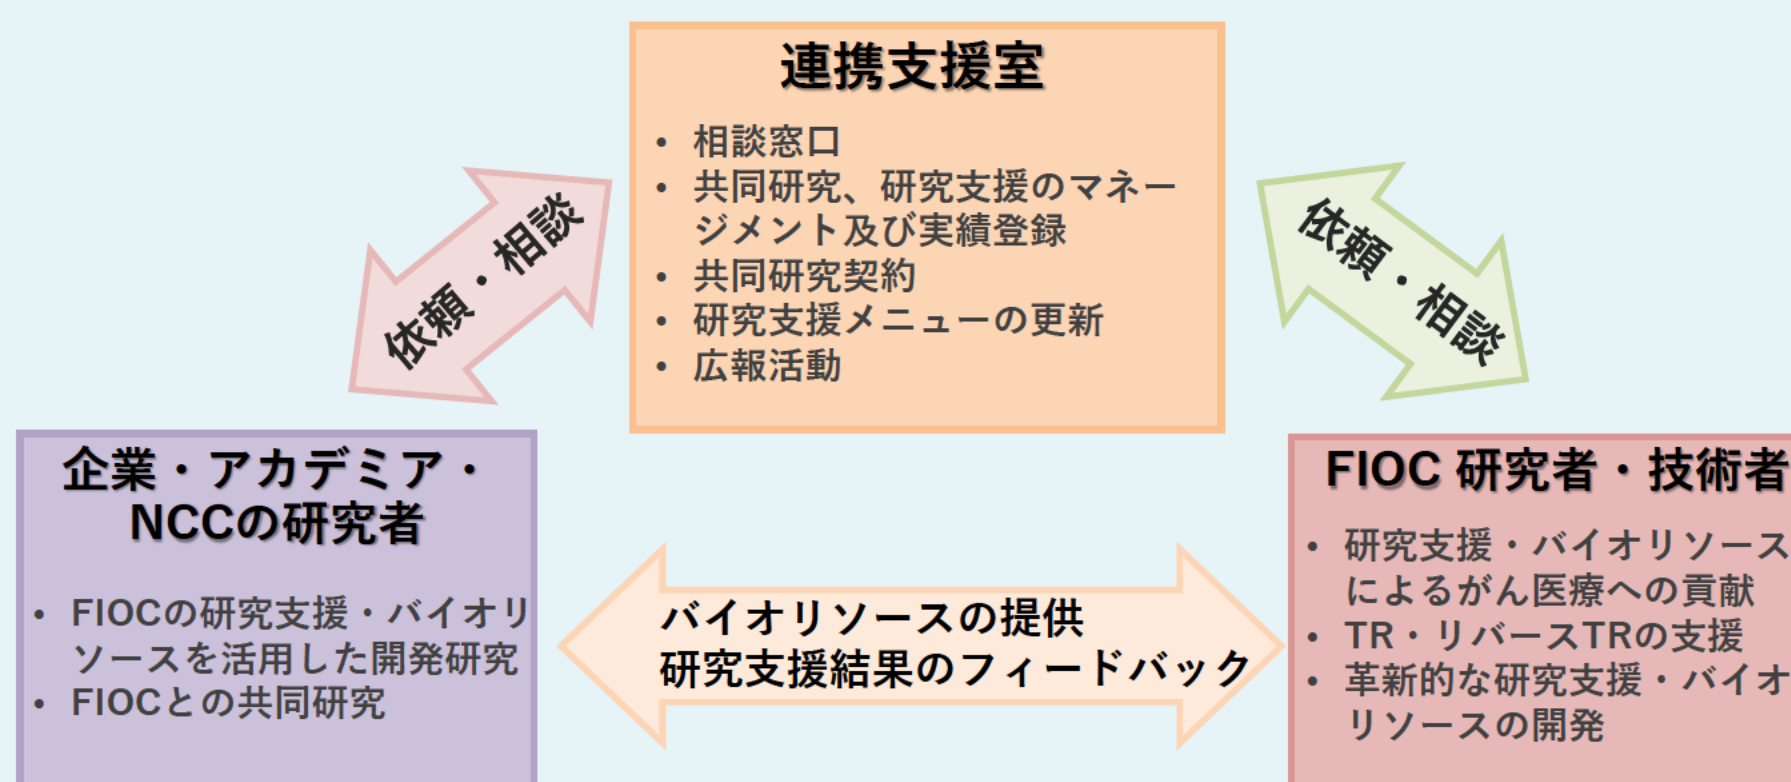 連携支援室
• 相談窓口
• 共同研究、研究支援のマネー
ジメント及び実績登録
• 共同研究契約
• 研究支援メニューの更新
• 広報活動
依頼・相談
依頼・相談
企業・アカデミア・
NCCの研究者
• FIOCの研究支援・バイオリ
ソースを活用した開発研究
• FIOCとの共同研究
バイオリソースの提供
研究支援結果のフィードバック
FIOC 研究者・技術者
• 研究支援・バイオリソース
によるがん医療への貢献
• TR・リバースTRの支援
• 革新的な研究支援・バイオ
リソースの開発